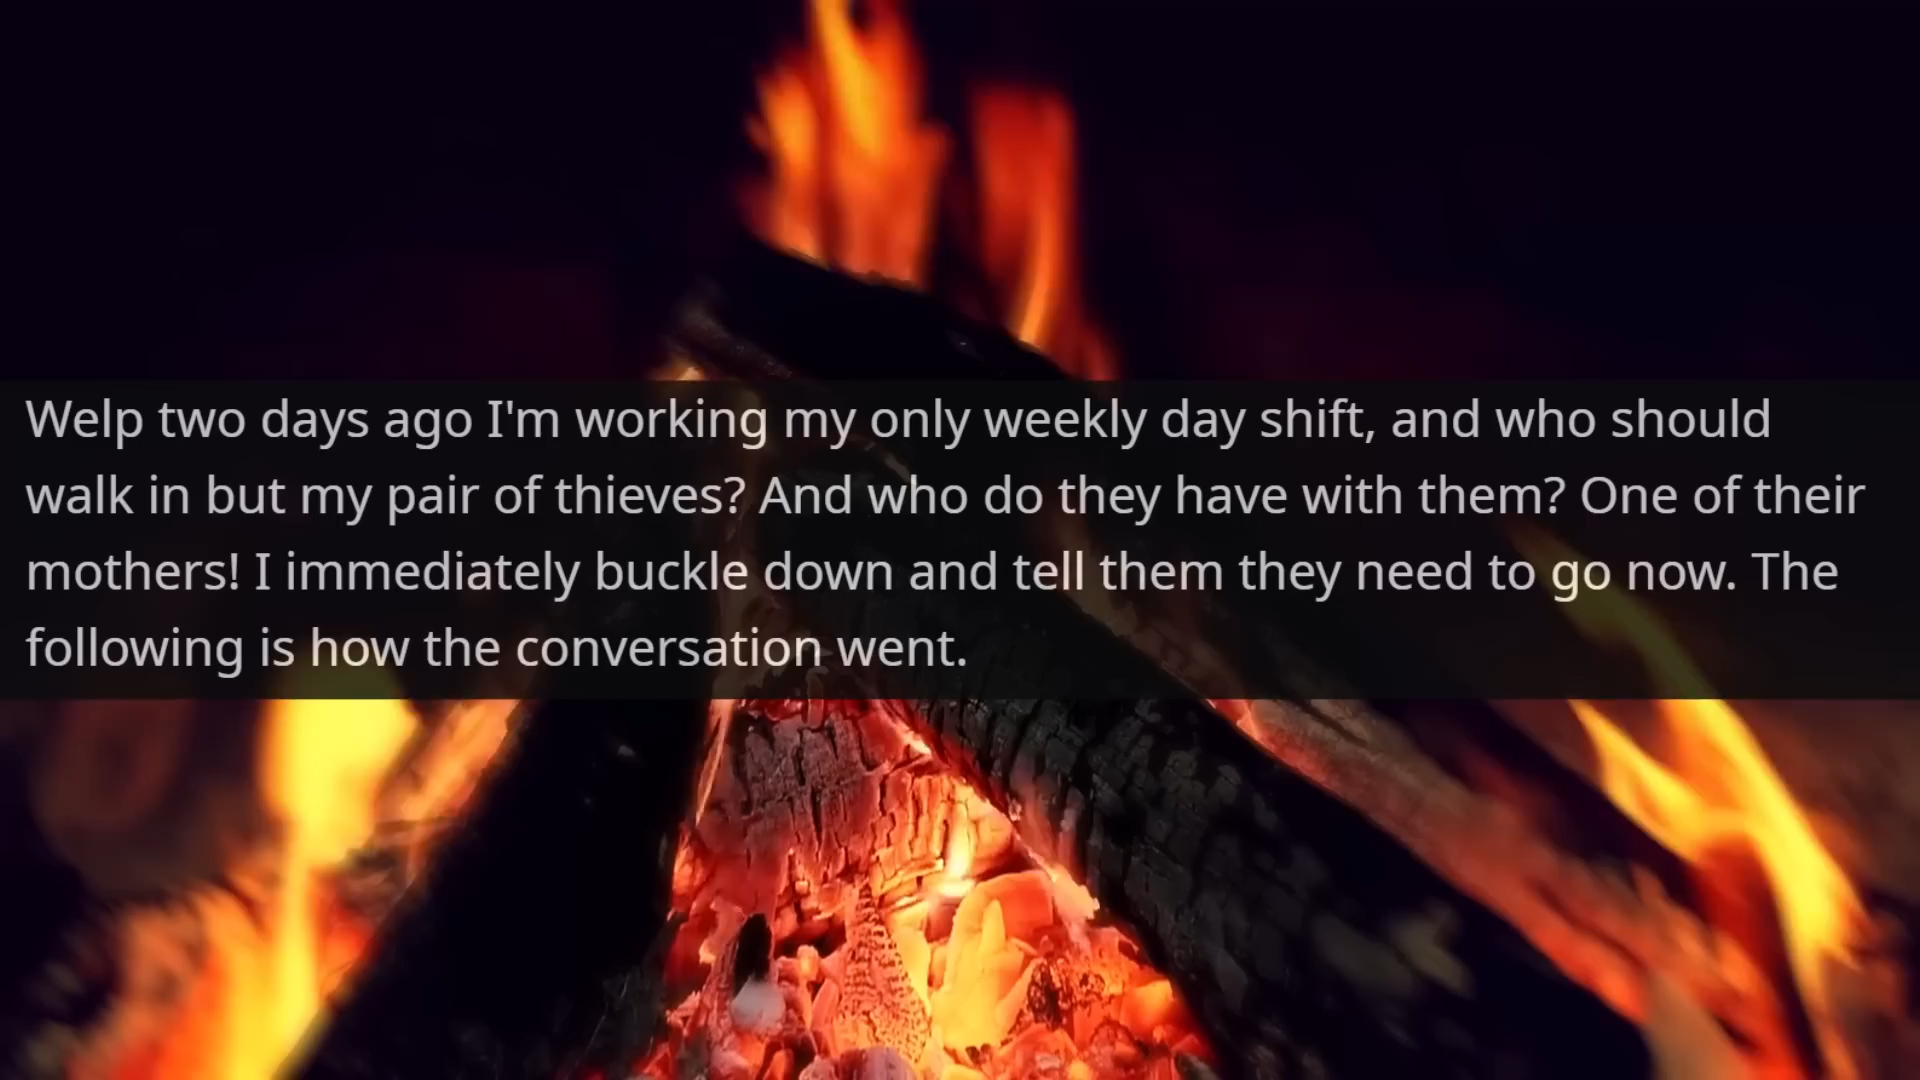 Welp two days ago I'm working my only weekly day shift, and who should
walk in but my pair of thieves? And who do they have with them? One of their
mothers! I immediately buckle down and tell them they need to go now. The
following is how the conversation went.